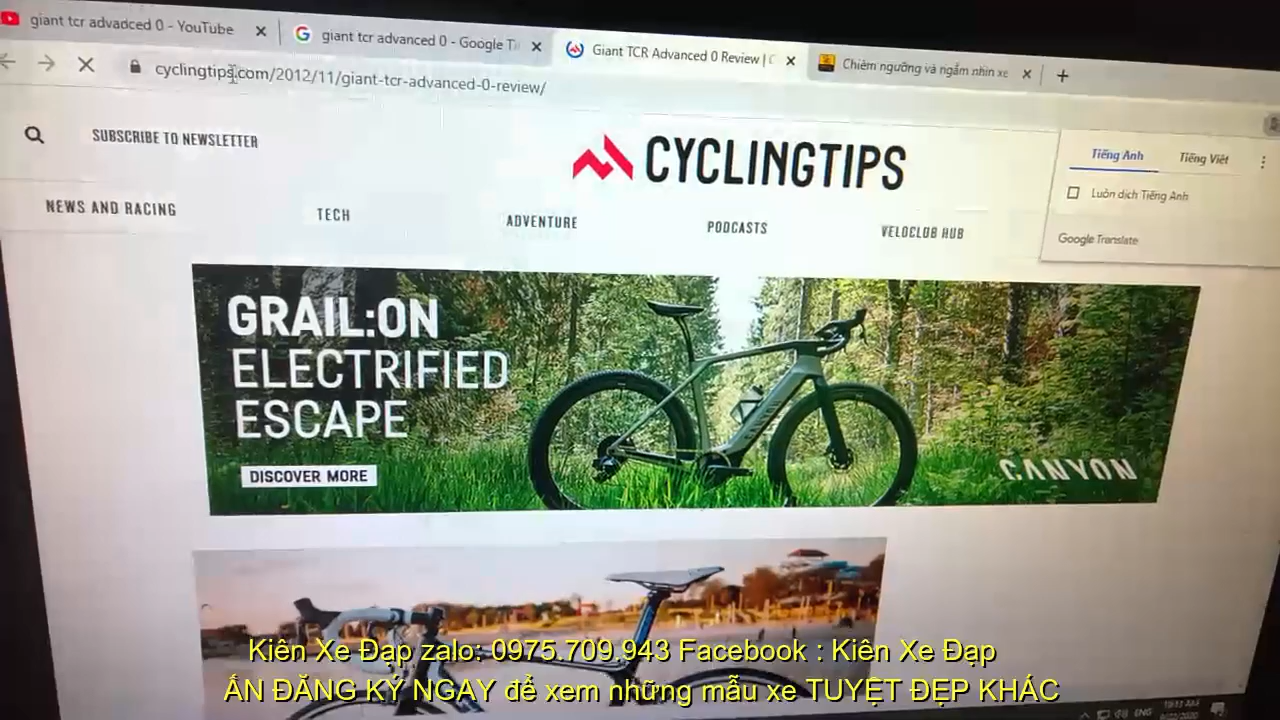 giant tcr advadced 0 - YouTube
giant tcr advanced 0 - Google
Giant TCR Advanced 0 Review |
Chiêm ngưỡng và ngắm nhìn xe
cyclingtips.com/2012/11/giant-tcr-advanced-0-review/
SUBSCRIBE TO NEWSLETTER
CYCLINGTIPS
Tiếng Anh
Tiếng Việt
Luôn dịch Tiếng Anh
Google Translate
NEWS AND RACING
TECH
ADVENTURE
PODCASTS
VELOCLUB HUB
GRAIL:ON
ELECTRIFIED
ESCAPE
DISCOVER MORE
CANYON
Kiên Xe Đạp zalo: 0975.709.943 Facebook : Kiên Xe Đạp
ẤN ĐĂNG KÝ NGAY để xem những mẫu xe TUYỆT ĐẸP KHÁC
ENG